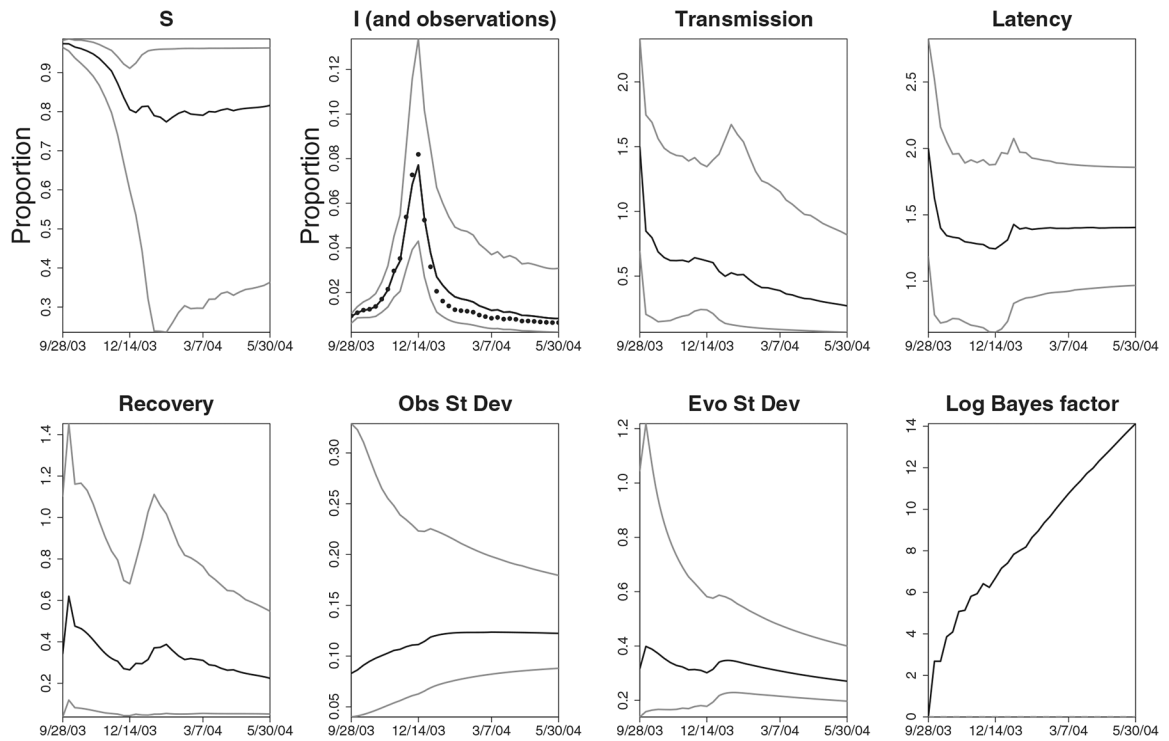 S
I (and observations)
Transmission
Latency
Proportion
0.3 0.4 0.5 0.6 0.7 0.8 0.9
9/28/03 12/14/03 3/7/04 5/30/04
Proportion
0.02 0.04 0.06 0.08 0.10 0.12
9/28/03 12/14/03 3/7/04 5/30/04
0.5 1.0 1.5 2.0
9/28/03 12/14/03 3/7/04 5/30/04
1.0 1.5 2.0 2.5
9/28/03 12/14/03 3/7/04 5/30/04
Recovery
Obs St Dev
Evo St Dev
Log Bayes factor
0.2 0.4 0.6 0.8 1.0 1.2 1.4
9/28/03 12/14/03 3/7/04 5/30/04
0.05 0.10 0.15 0.20 0.25 0.30
9/28/03 12/14/03 3/7/04 5/30/04
0.2 0.4 0.6 0.8 1.0 1.2
9/28/03 12/14/03 3/7/04 5/30/04
0 2 4 6 8 10 12 14
9/28/03 12/14/03 3/7/04 5/30/04